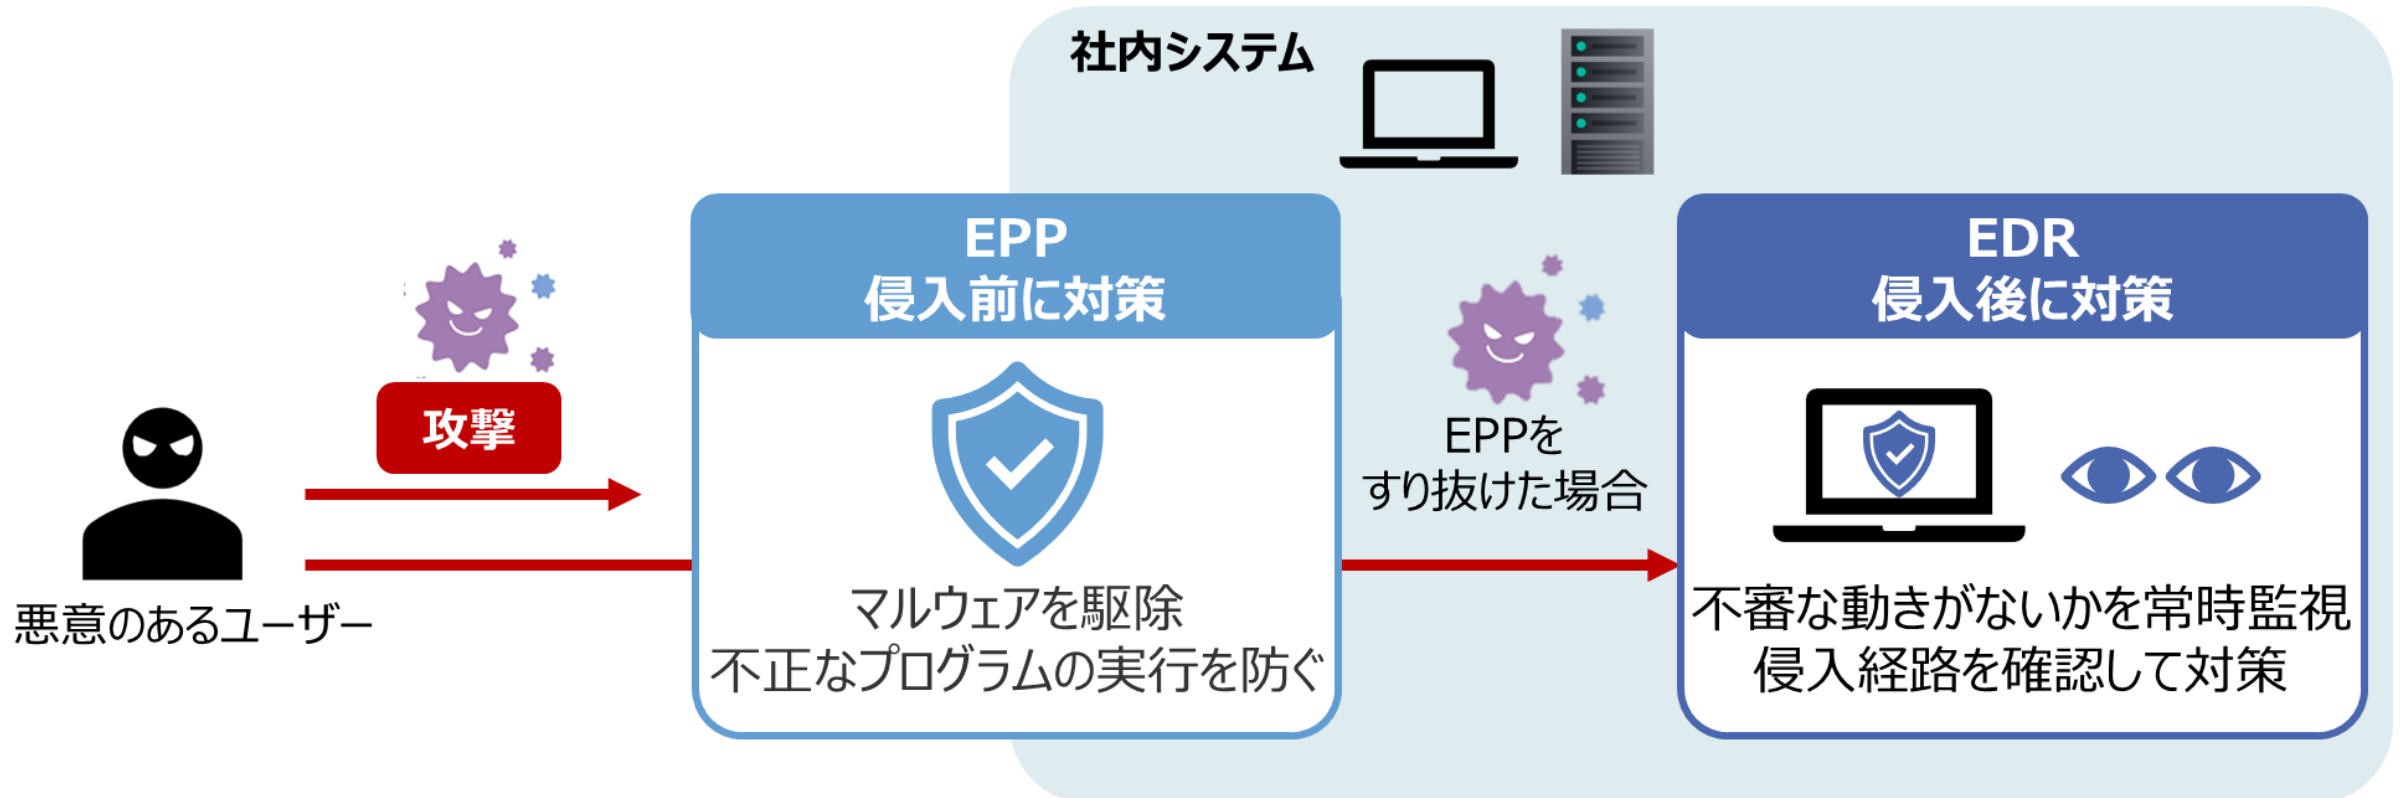 社内システム
EPP
侵入前に対策
EDR
侵入後に対策
攻撃
EPPを
すり抜けた場合
悪意のあるユーザー
マルウェアを駆除
不正なプログラムの実行を防ぐ
不審な動きがないかを常時監視
侵入経路を確認して対策